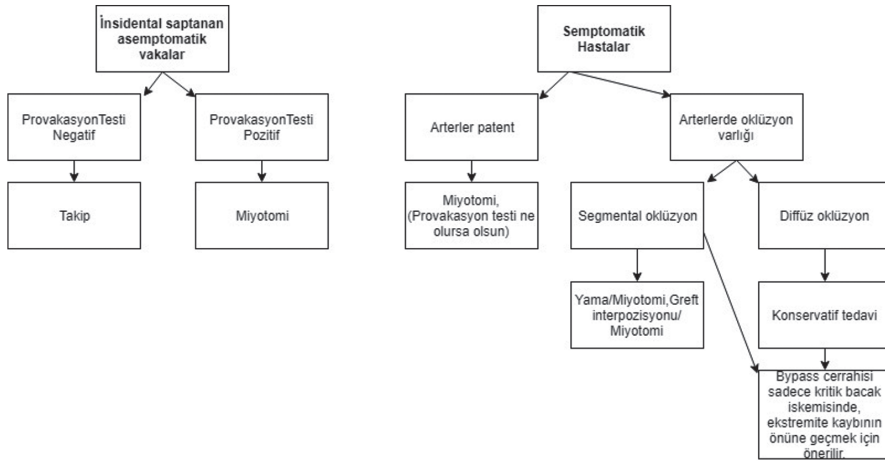 İnsidental saptanan
asemptomatik
vakalar
ProvakasyonTesti
Negatif
ProvakasyonTesti
Pozitif
Takip
Miyotomi
Semptomatik
Hastalar
Arterler patent
Arterlerde oklüzyon
varlığı
Miyotomi,
(Provakasyon testi ne
olursa olsun)
Segmental oklüzyon
Diffüz oklüzyon
Yama/Miyotomi,Greft
interpozisyonu/
Miyotomi
Konservatif tedavi
Bypass cerrahisi
sadece kritik bacak
iskemisinde,
ekstremite kaybının
önüne geçmek için
önerilir.